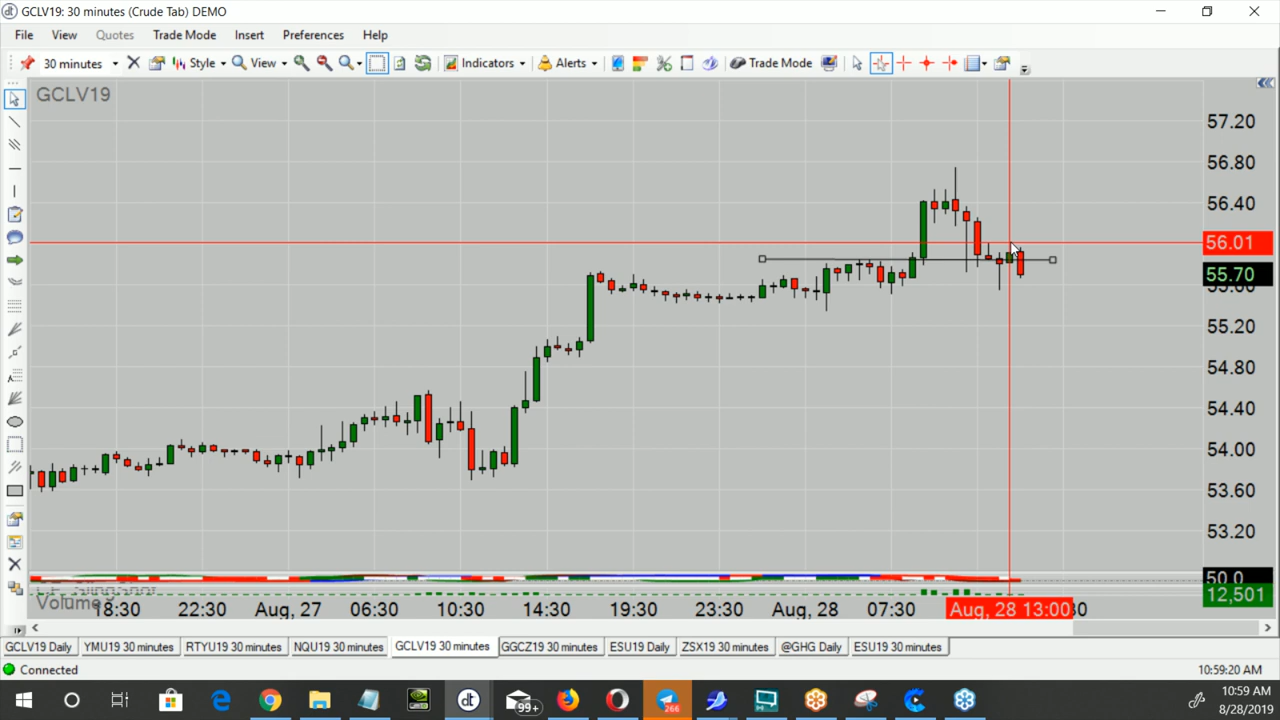 GCLV19: 30 minutes (Crude Tab) DEMO
File View Quotes Trade Mode Insert Preferences Help
30 minutes Style View Indicators Alerts Trade Mode
GCLV19
57.20
56.80
56.40
56.01
55.70
55.20
54.80
54.40
54.00
53.60
53.20
50.0
12,501
Volume
18:30 22:30 Aug, 27 06:30 10:30 14:30 19:30 23:30 Aug, 28 07:30 Aug, 28 13:00
GCLV19 Daily YMU19 30 minutes RTYU19 30 minutes NQU19 30 minutes GCLV19 30 minutes GGCZ19 30 minutes ESU19 Daily ZSX19 30 minutes @GHG Daily ESU19 30 minutes
Connected 10:59:20 AM
99+ 266 10:59 AM
8/28/2019